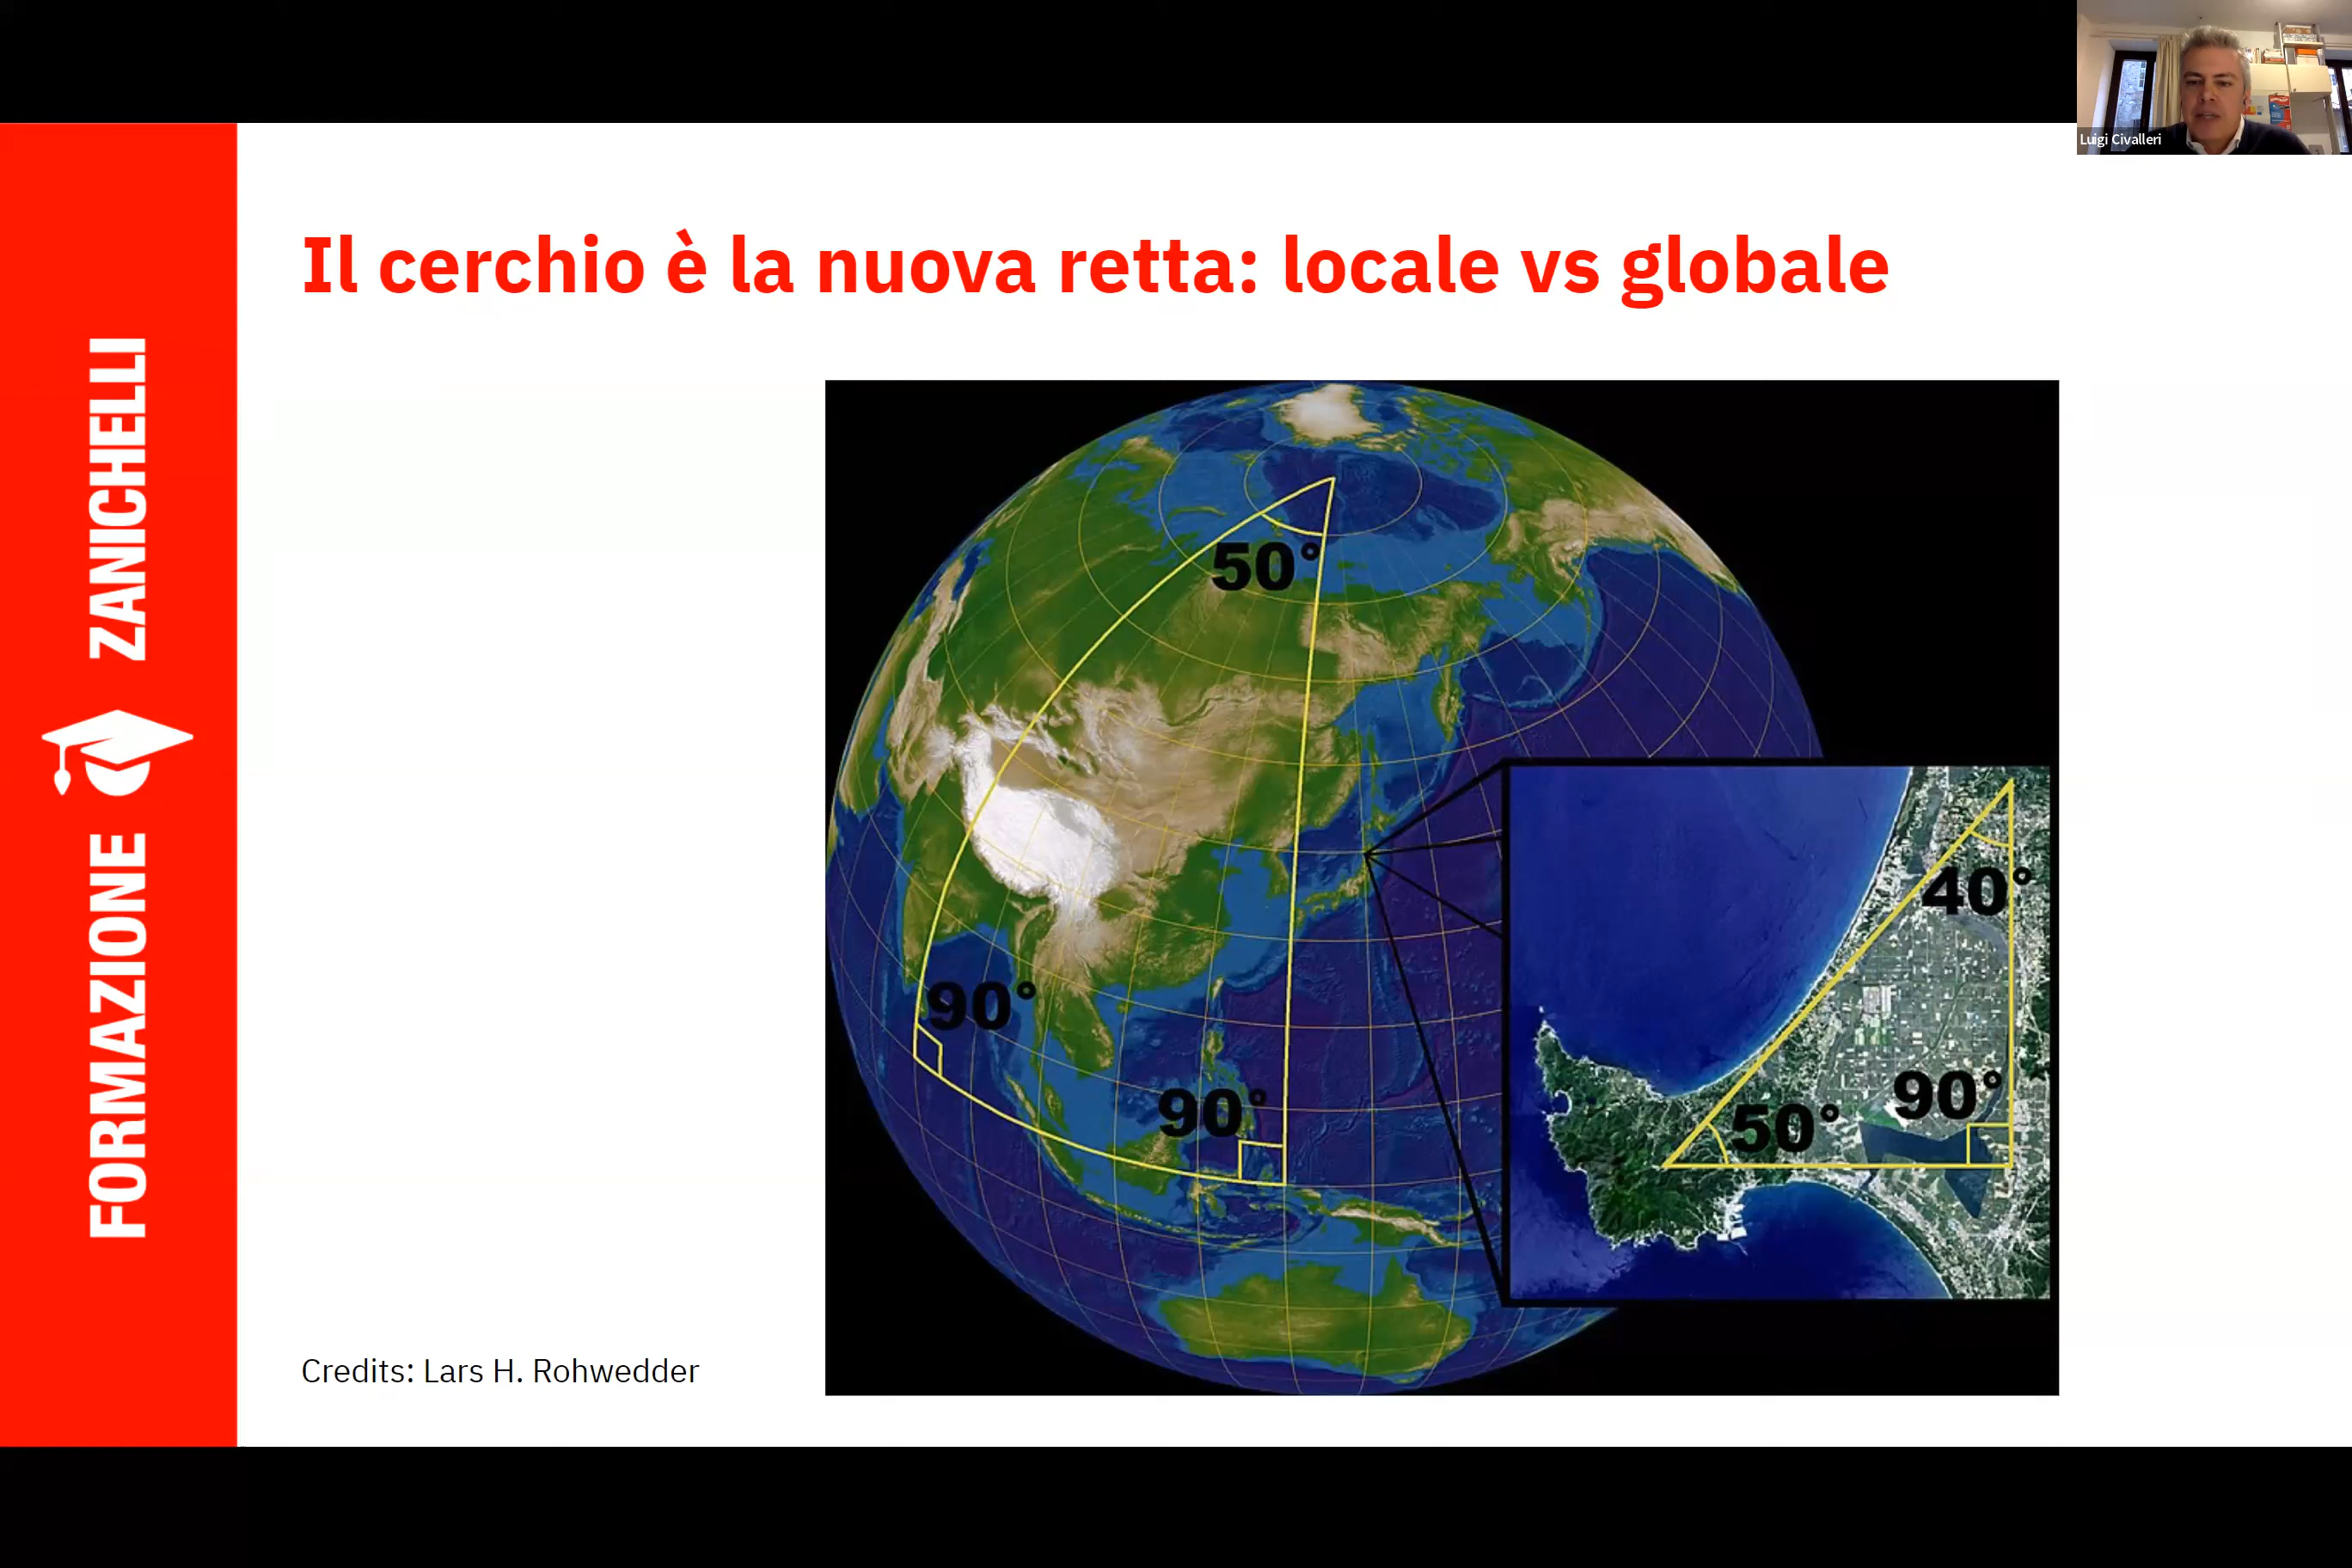 Luigi Civalleri
FORMAZIONE ZANICHELLI
Il cerchio è la nuova retta: locale vs globale
50°
90°
90°
40°
50°
90°
Credits: Lars H. Rohwedder